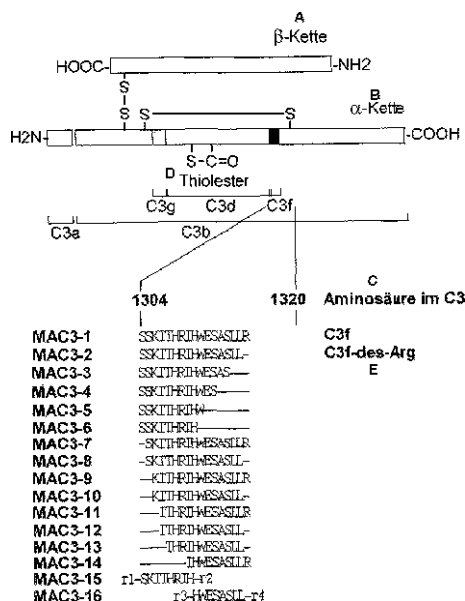 A
β-Kette
HOOC- -NH2
S
S
B
α-Kette
S S
H2N- -COOH
S-C=O
D Thiolester
C3g C3d C3f
C3a C3b
C
1304 1320 Aminosäure im C3
MAC3-1 SSKITHRIHWESASLLR C3f
MAC3-2 SSKITHRIHWESASLL- C3f-des-Arg
MAC3-3 SSKITHRIHWESAS--- E
MAC3-4 SSKITHRIHWES-----
MAC3-5 SSKITHRIHW-------
MAC3-6 SSKITHRIH--------
MAC3-7 -SKITHRIHWESASLLR
MAC3-8 -SKITHRIHWESASLL-
MAC3-9 --KITHRIHWESASLLR
MAC3-10 --KITHRIHWESASLL-
MAC3-11 ---ITHRIHWESASLLR
MAC3-12 ---ITHRIHWESASLL-
MAC3-13 ----THRIHWESASLL-
MAC3-14 -------IHWESASLLR
MAC3-15 r1-SKITHRIH-r2
MAC3-16 r3-HWESASLL-r4